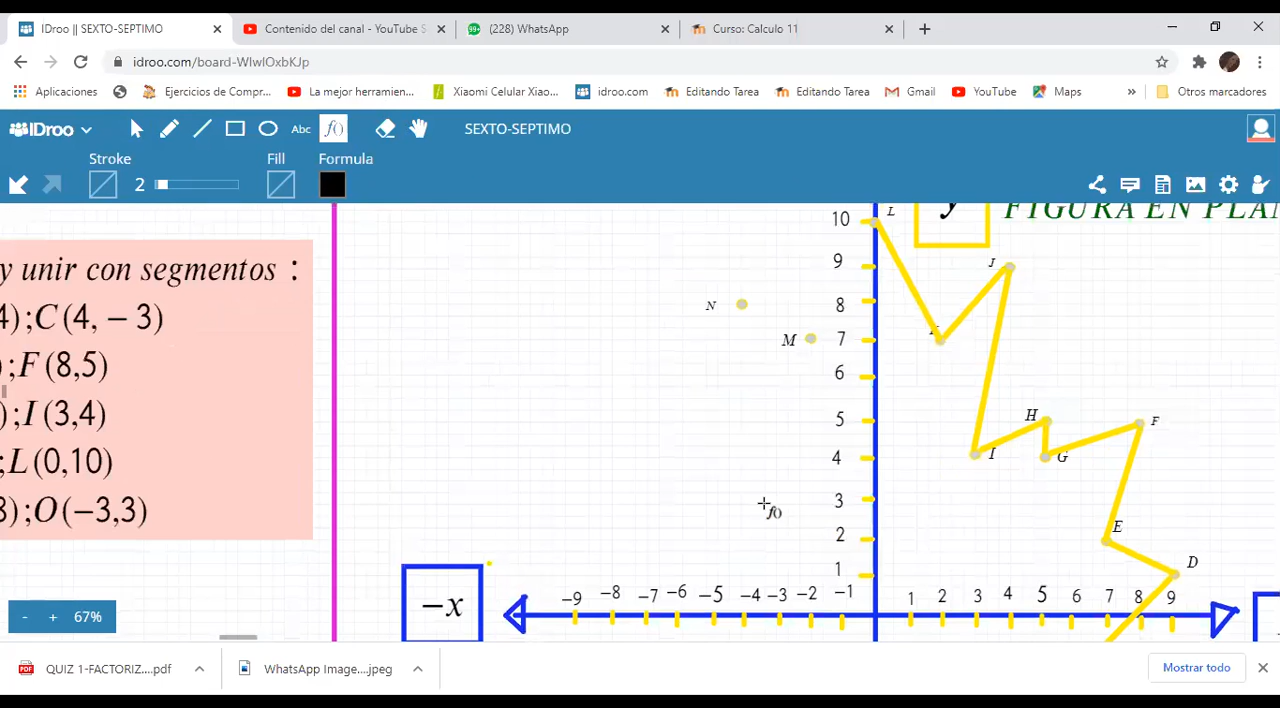 IDroo || SEXTO-SEPTIMO
Contenido del canal - YouTube S
99+
(228) WhatsApp
Curso: Calculo 11
idroo.com/board-WIwIOxbKJp
Aplicaciones
Ejercicios de Compr...
La mejor herramien...
Xiaomi Celular Xiao...
idroo.com
Editando Tarea
Editando Tarea
Gmail
YouTube
Maps
»
Otros marcadores
IDroo
Abc
f()
SEXTO-SEPTIMO
Stroke
2
Fill
Formula
y unir con segmentos :
4);C(4, − 3)
);F(8,5)
);I(3,4)
;L(0,10)
8);O(−3,3)
y
FIGURA EN PLAN
10
9
8
7
6
5
4
3
2
1
L
J
N
M
H
F
I
G
f()
E
D
−x
−9 −8 −7 −6 −5 −4 −3 −2 −1
1 2 3 4 5 6 7 8 9
- + 67%
QUIZ 1-FACTORIZ....pdf
WhatsApp Image....jpeg
Mostrar todo